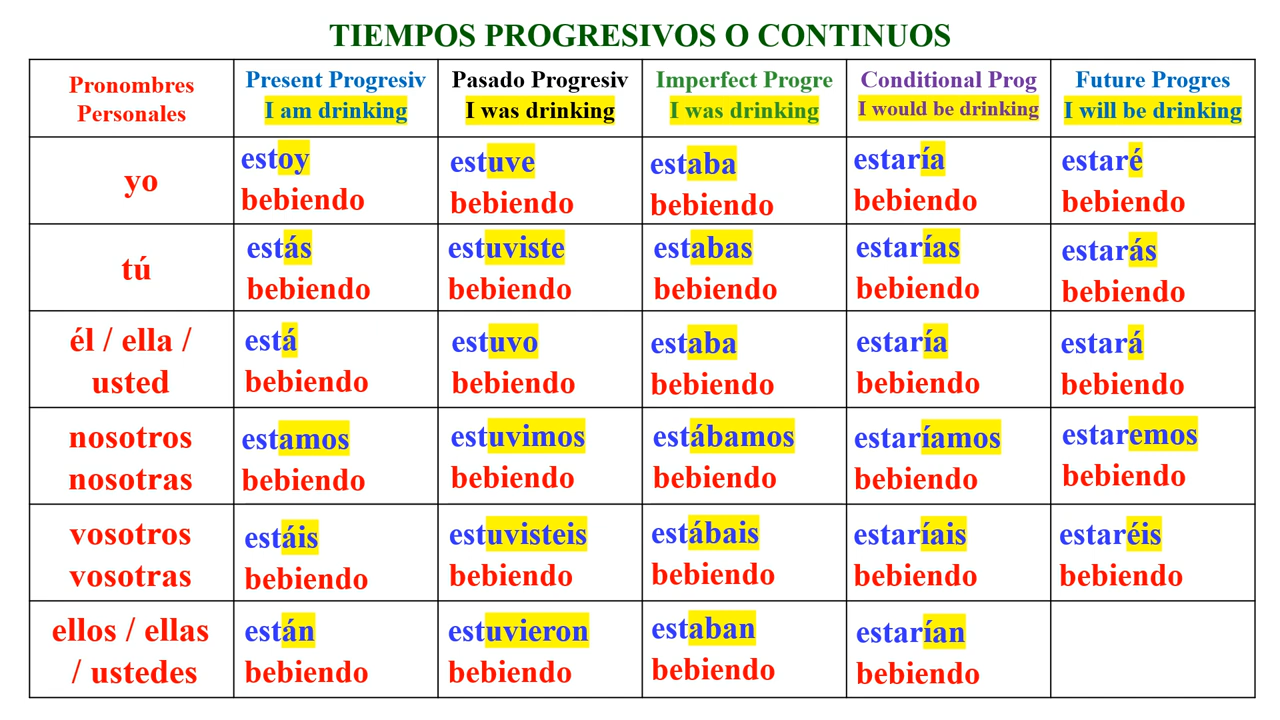 TIEMPOS PROGRESIVOS O CONTINUOS
Pronombres
Personales
Present Progresiv
I am drinking
Pasado Progresiv
I was drinking
Imperfect Progre
I was drinking
Conditional Prog
I would be drinking
Future Progres
I will be drinking
yo
estoy
bebiendo
estuve
bebiendo
estaba
bebiendo
estaría
bebiendo
estaré
bebiendo
tú
estás
bebiendo
estuviste
bebiendo
estabas
bebiendo
estarías
bebiendo
estarás
bebiendo
él / ella /
usted
está
bebiendo
estuvo
bebiendo
estaba
bebiendo
estaría
bebiendo
estará
bebiendo
nosotros
nosotras
estamos
bebiendo
estuvimos
bebiendo
estábamos
bebiendo
estaríamos
bebiendo
estaremos
bebiendo
vosotros
vosotras
estáis
bebiendo
estuvisteis
bebiendo
estábais
bebiendo
estaríais
bebiendo
estaréis
bebiendo
ellos / ellas
/ ustedes
están
bebiendo
estuvieron
bebiendo
estaban
bebiendo
estarían
bebiendo